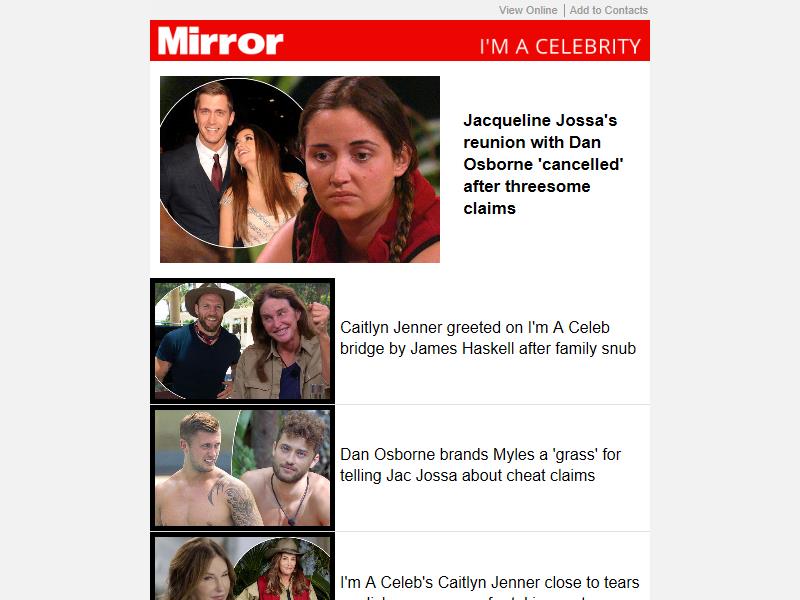 View Online | Add to Contacts
Mirror
I'M A CELEBRITY
Jacqueline Jossa's
reunion with Dan
Osborne 'cancelled'
after threesome
claims
Caitlyn Jenner greeted on I'm A Celeb
bridge by James Haskell after family snub
Dan Osborne brands Myles a 'grass' for
telling Jac Jossa about cheat claims
I'm A Celeb's Caitlyn Jenner close to tears